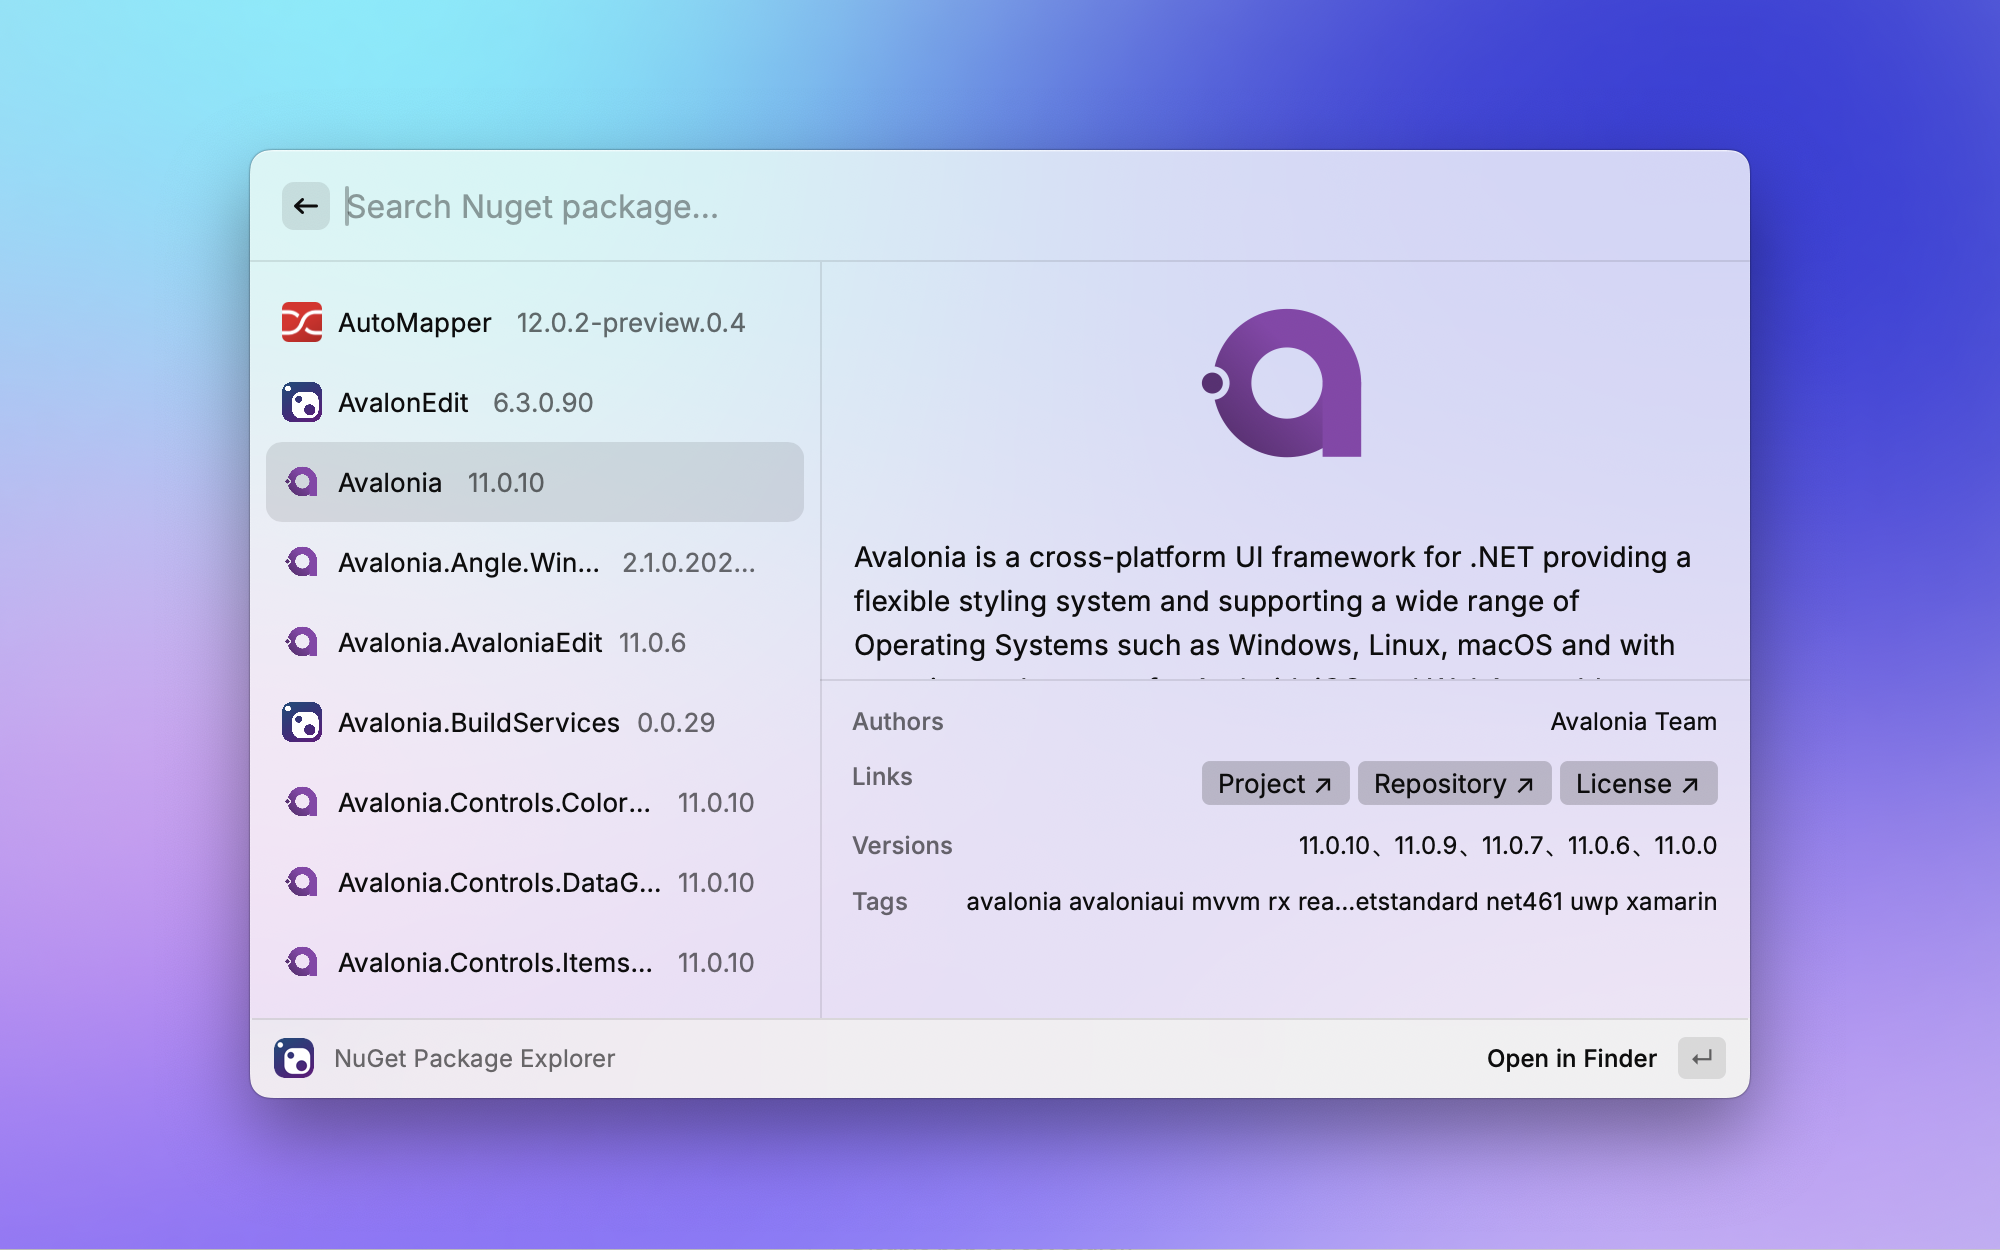 Search Nuget package...
AutoMapper 12.0.2-preview.0.4
AvalonEdit 6.3.0.90
Avalonia 11.0.10
Avalonia.Angle.Win... 2.1.0.202...
Avalonia.AvaloniaEdit 11.0.6
Avalonia.BuildServices 0.0.29
Avalonia.Controls.Color... 11.0.10
Avalonia.Controls.DataG... 11.0.10
Avalonia.Controls.Items... 11.0.10
Avalonia is a cross-platform UI framework for .NET providing a
flexible styling system and supporting a wide range of
Operating Systems such as Windows, Linux, macOS and with
Authors Avalonia Team
Links Project ↗ Repository ↗ License ↗
Versions 11.0.10、11.0.9、11.0.7、11.0.6、11.0.0
Tags avalonia avaloniaui mvvm rx rea...etstandard net461 uwp xamarin
NuGet Package Explorer
Open in Finder ↵